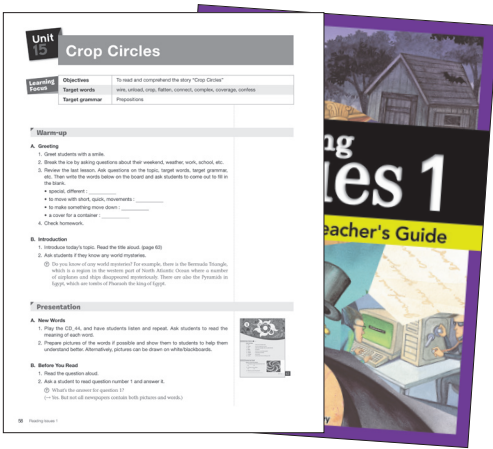 Unit
15
Crop Circles
Learning
Focus
Objectives To read and comprehend the story "Crop Circles"
Target words wire, unload, crop, flatten, connect, complex, coverage, confess
Target grammar Prepositions
Warm-up
A. Greeting
1. Greet students with a smile.
2. Break the ice by asking questions about their weekend, weather, work, school, etc.
3. Review the last lesson. Ask questions on the topic, target words, target grammar,
etc. Then write the words below on the board and ask students to come out to fill in
the blank.
• special, different : __________
• to move with short, quick, movements : __________
• to make something move down : __________
• a cover for a container : __________
4. Check homework.
B. Introduction
1. Introduce today's topic. Read the title aloud. (page 63)
2. Ask students if they know any world mysteries.
Ⓣ Do you know of any world mysteries? For example, there is the Bermuda Triangle,
which is a region in the western part of North Atlantic Ocean where a number
of airplanes and ships disappeared mysteriously. There are also the Pyramids in
Egypt, which are tombs of Pharaoh the king of Egypt.
Presentation
A. New Words
1. Play the CD_44, and have students listen and repeat. Ask students to read the
meaning of each word.
2. Prepare pictures of the words if possible and show them to students to help them
understand better. Alternatively, pictures can be drawn on white/blackboards.
B. Before You Read
1. Read the question aloud.
2. Ask a student to read question number 1 and answer it.
Ⓣ What's the answer for question 1?
(→ Yes. But not all newspapers contain both pictures and words.)
58 Reading Issues 1
ng
ues 1
eacher's Guide